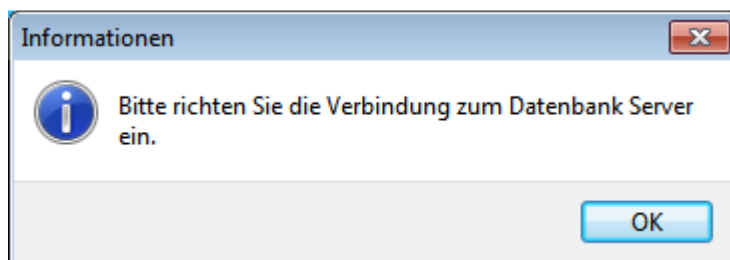 Informationen
Bitte richten Sie die Verbindung zum Datenbank Server
ein.
OK